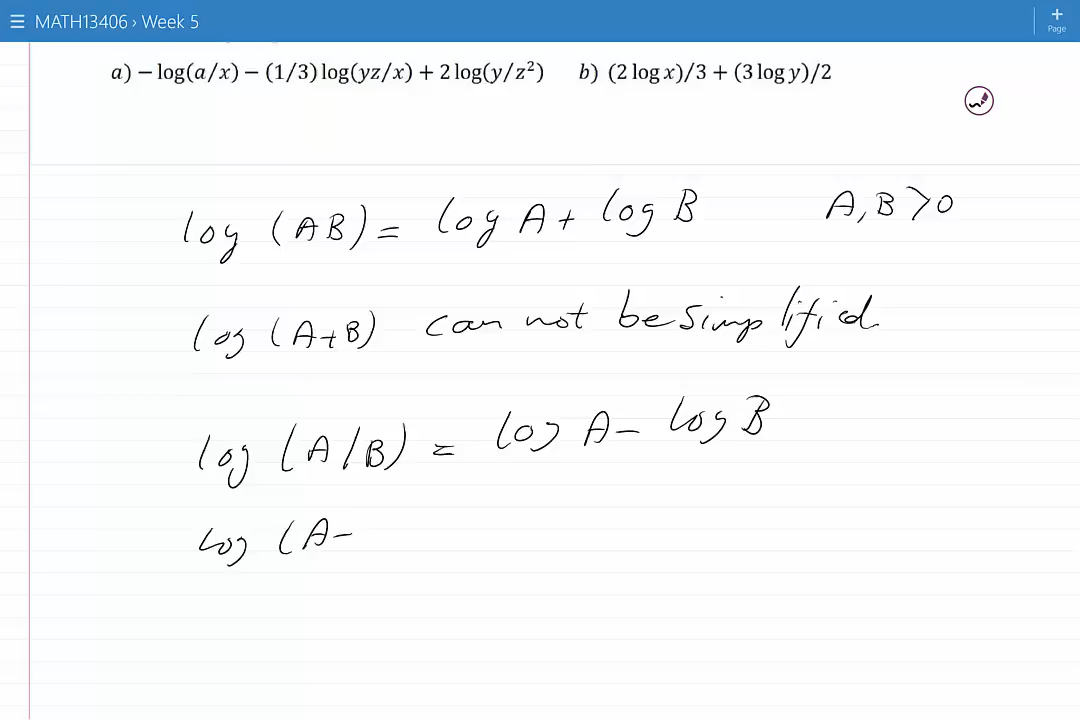 ☰ MATH13406 › Week 5
+ Page
a) − log(a/x) − (1/3) log(yz/x) + 2 log(y/z²) b) (2 log x)/3 + (3 log y)/2
log (AB) = log A + log B A, B > 0
log (A+B) can not be simplified
log (A/B) = log A − log B
log (A−